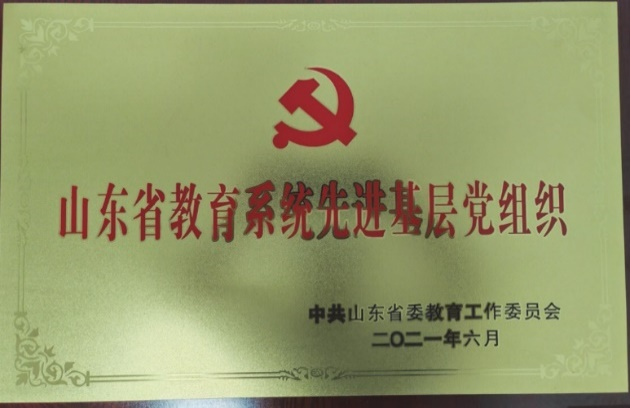 山东省教育系统先进基层党组织
中共山东省委教育工作委员会
二〇二一年六月